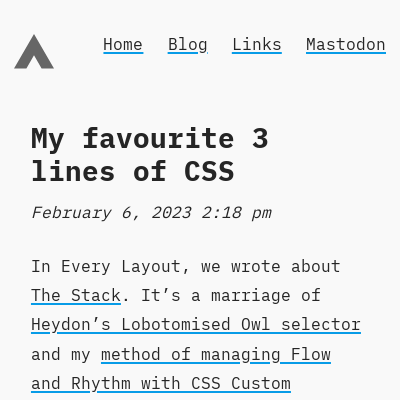 Home Blog Links Mastodon
My favourite 3
lines of CSS
February 6, 2023 2:18 pm
In Every Layout, we wrote about
The Stack. It’s a marriage of
Heydon’s Lobotomised Owl selector
and my method of managing Flow
and Rhythm with CSS Custom